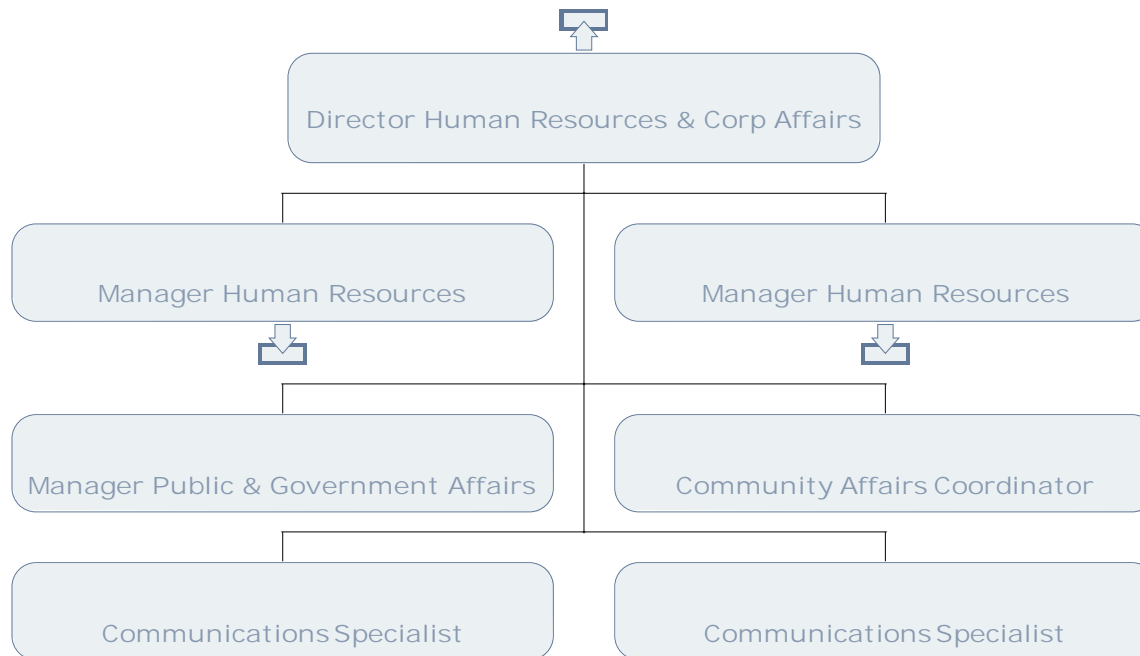 Director Human Resources & Corp Affairs
Manager Human Resources
Manager Human Resources
Manager Public & Government Affairs
Community Affairs Coordinator
Communications Specialist
Communications Specialist